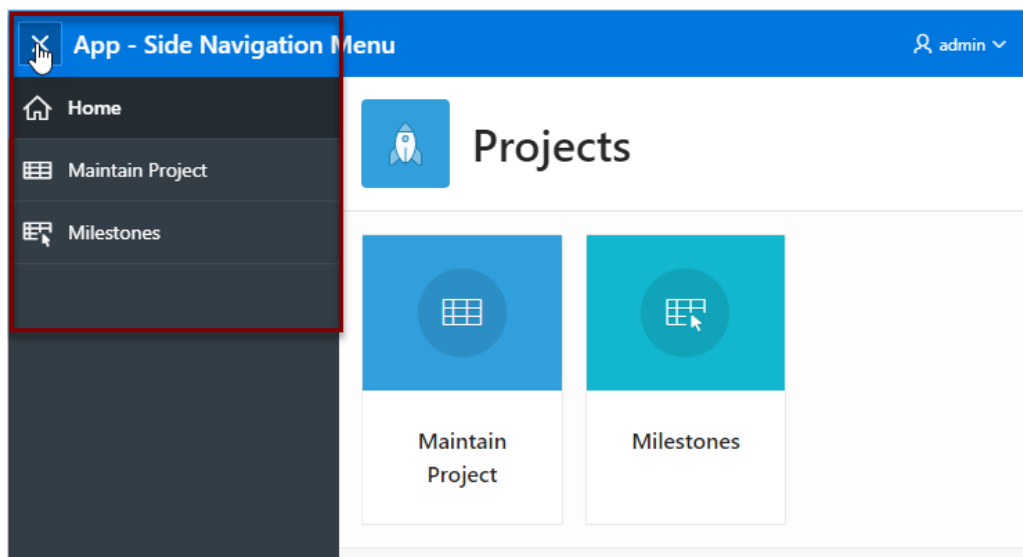 App - Side Navigation Menu
admin
Home
Maintain Project
Milestones
Projects
Maintain
Project
Milestones